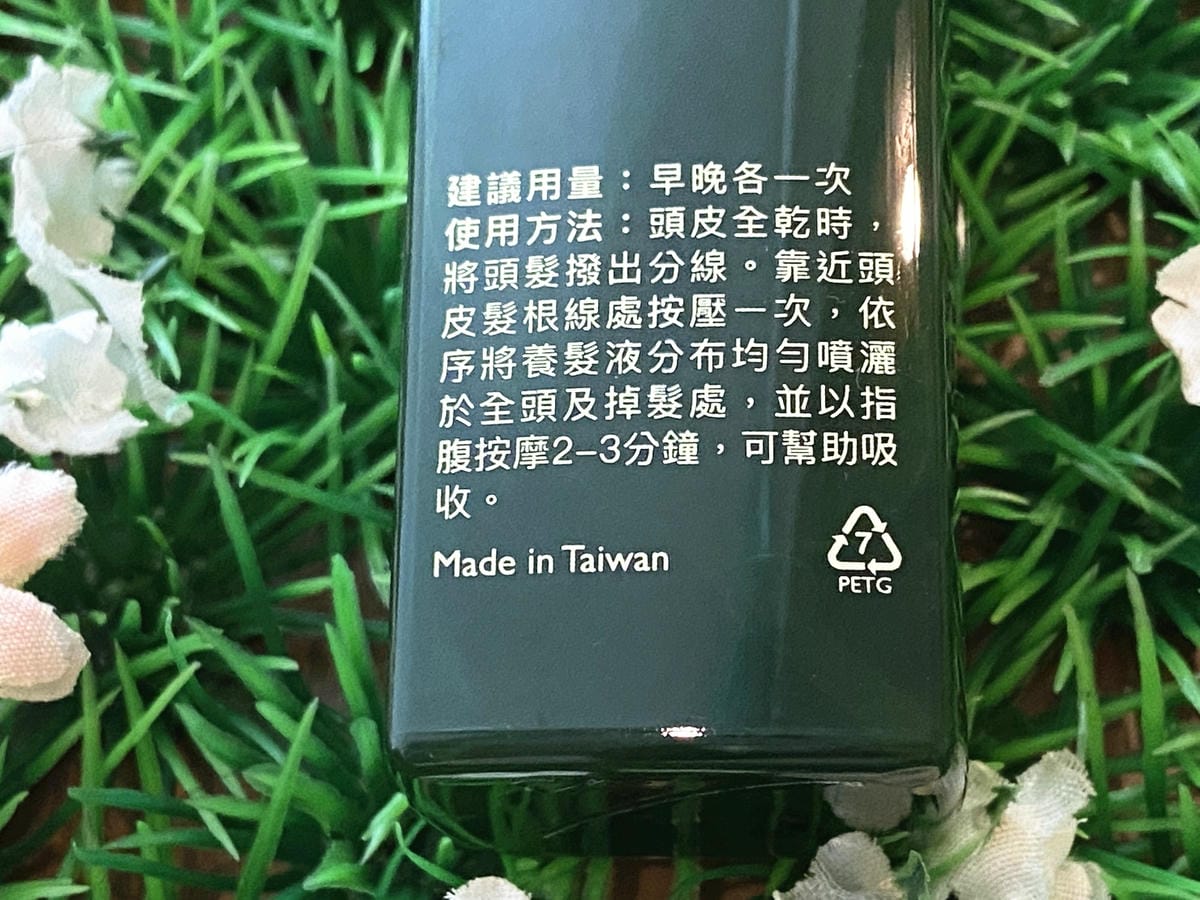 建議用量：早晚各一次
使用方法：頭皮全乾時，
將頭髮撥出分線。靠近頭
皮髮根線處按壓一次，依
序將養髮液分布均勻噴灑
於全頭及掉髮處，並以指
腹按摩2-3分鐘，可幫助吸
收。
Made in Taiwan
7
PETG